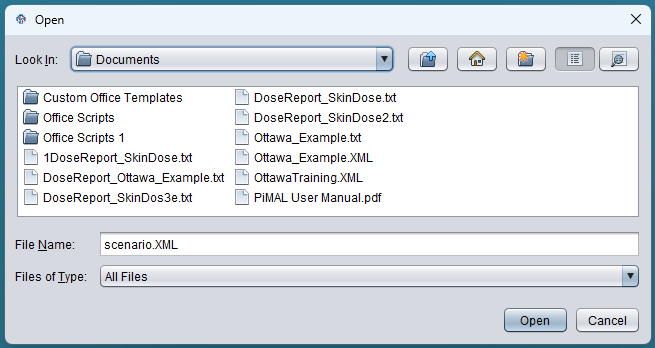 Open
Look In: Documents
Custom Office Templates
Office Scripts
Office Scripts 1
1DoseReport_SkinDose.txt
DoseReport_Ottawa_Example.txt
DoseReport_SkinDos3e.txt
DoseReport_SkinDose.txt
DoseReport_SkinDose2.txt
Ottawa_Example.txt
Ottawa_Example.XML
OttawaTraining.XML
PiMAL User Manual.pdf
File Name: scenario.XML
Files of Type: All Files
Open Cancel